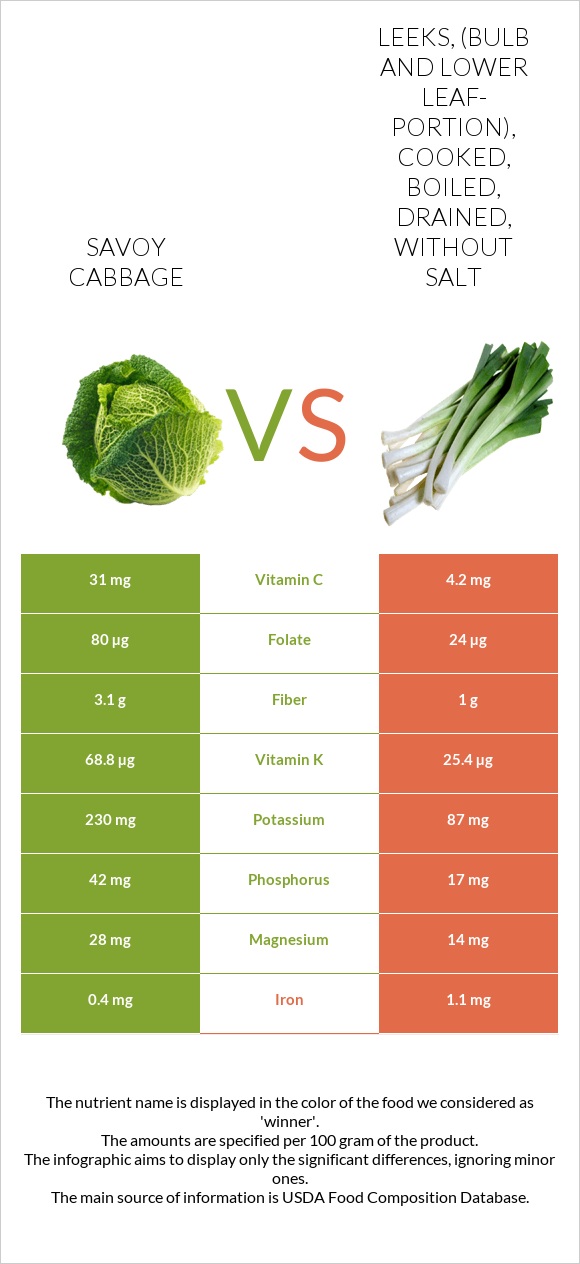 SAVOY
CABBAGE
LEEKS, (BULB
AND LOWER
LEAF-
PORTION),
COOKED,
BOILED,
DRAINED,
WITHOUT
SALT
VS
31 mg Vitamin C 4.2 mg
80 µg Folate 24 µg
3.1 g Fiber 1 g
68.8 µg Vitamin K 25.4 µg
230 mg Potassium 87 mg
42 mg Phosphorus 17 mg
28 mg Magnesium 14 mg
0.4 mg Iron 1.1 mg
The nutrient name is displayed in the color of the food we considered as
'winner'.
The amounts are specified per 100 gram of the product.
The infographic aims to display only the significant differences, ignoring minor
ones.
The main source of information is USDA Food Composition Database.